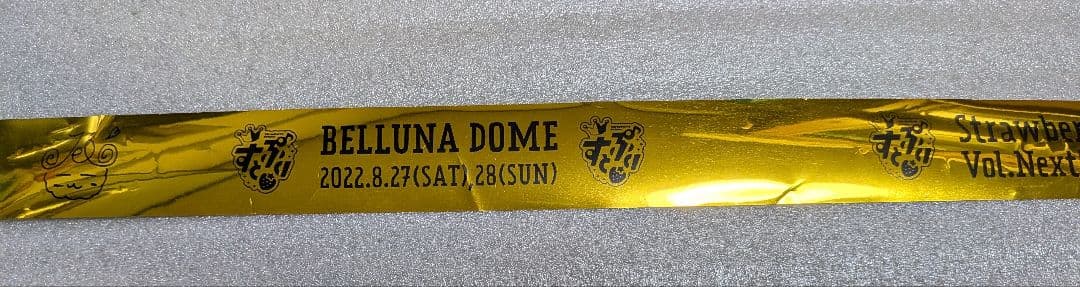 すとぷり
BELLUNA DOME
2022.8.27(SAT),28(SUN)
すとぷり
すとぷり
Strawber
Vol.Next